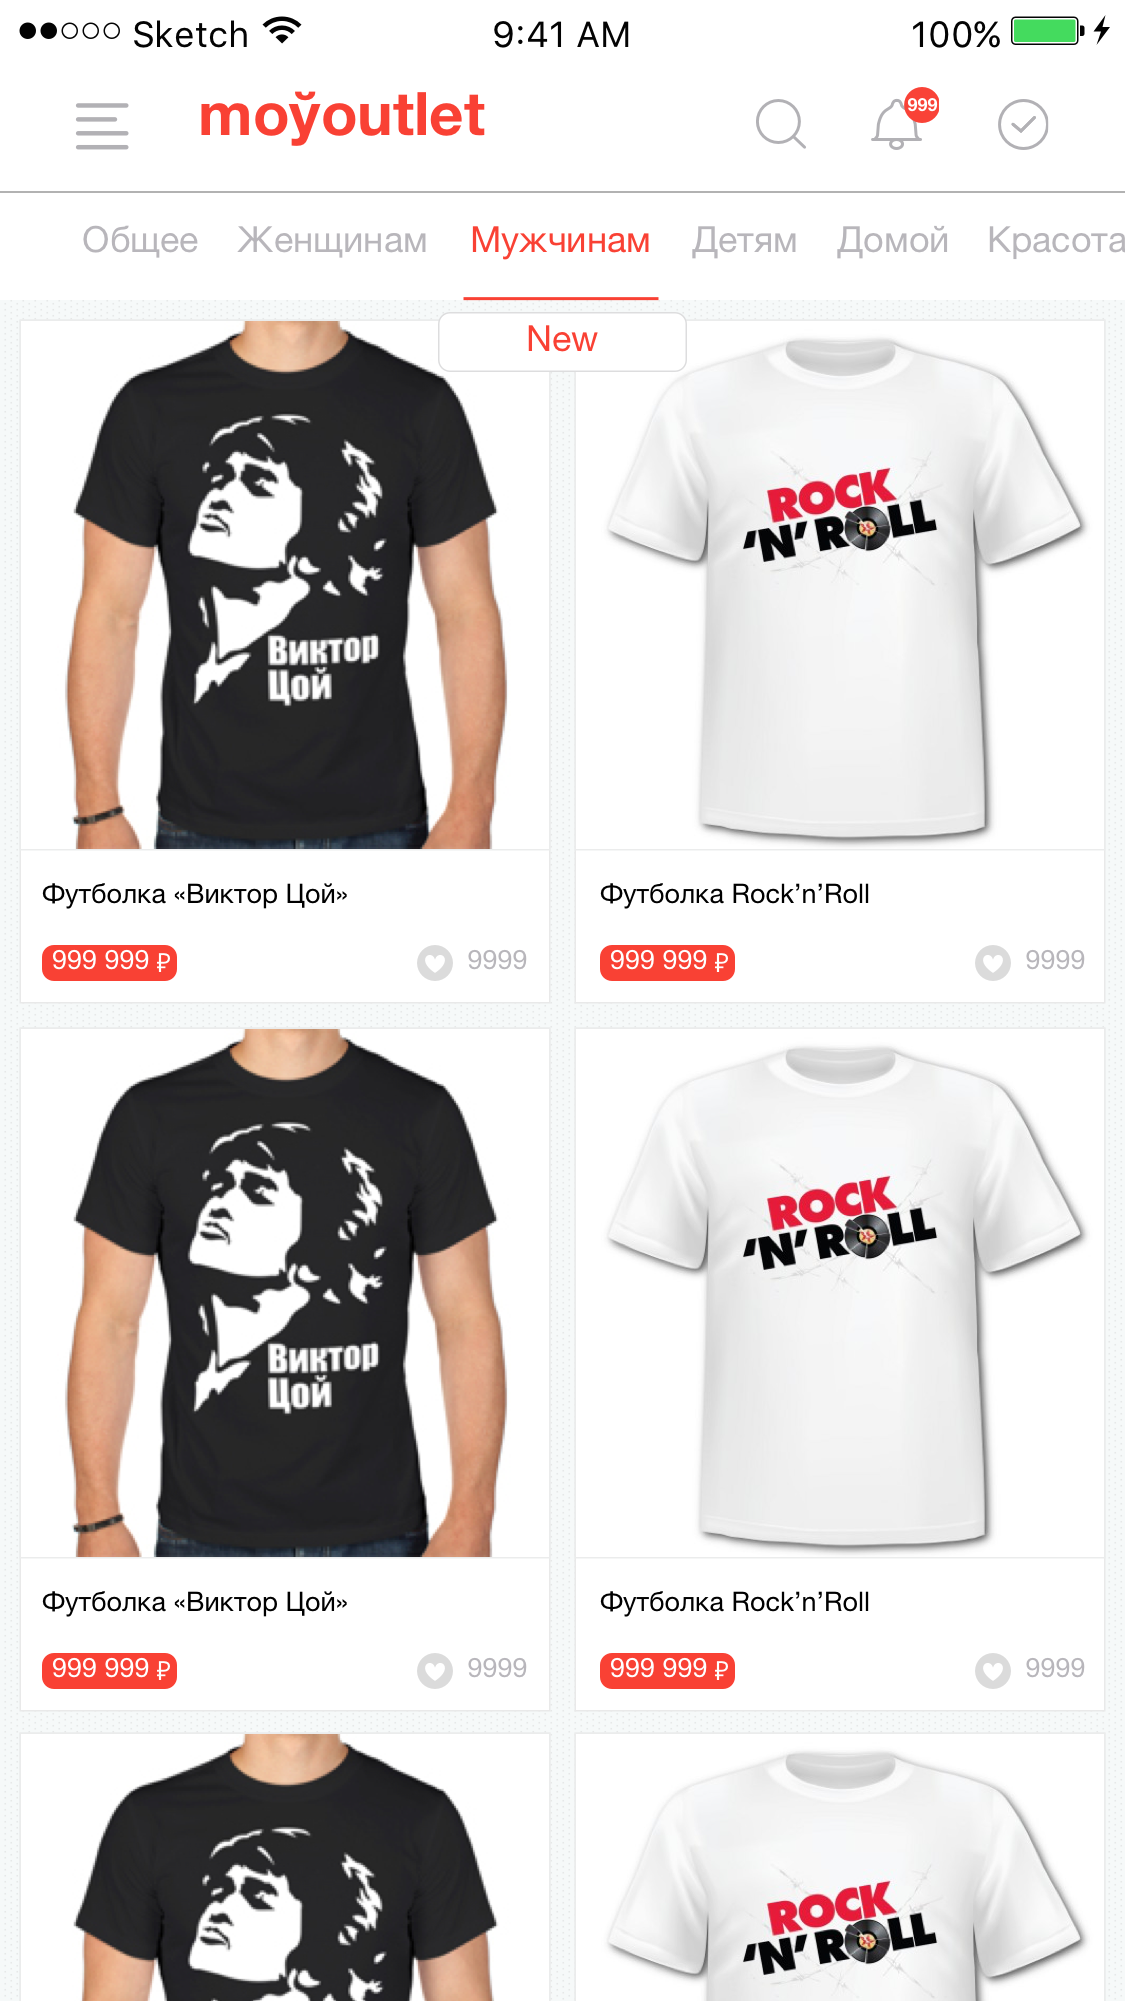 Sketch 9:41 AM 100%
moўoutlet 999
Общее Женщинам Мужчинам Детям Домой Красота
New
Виктор
Цой
ROCK
'N' ROLL
Футболка «Виктор Цой»
999 999 ₽ 9999
Футболка Rock’n’Roll
999 999 ₽ 9999
Виктор
Цой
ROCK
'N' ROLL
Футболка «Виктор Цой»
999 999 ₽ 9999
Футболка Rock’n’Roll
999 999 ₽ 9999
ROCK
'N' ROLL